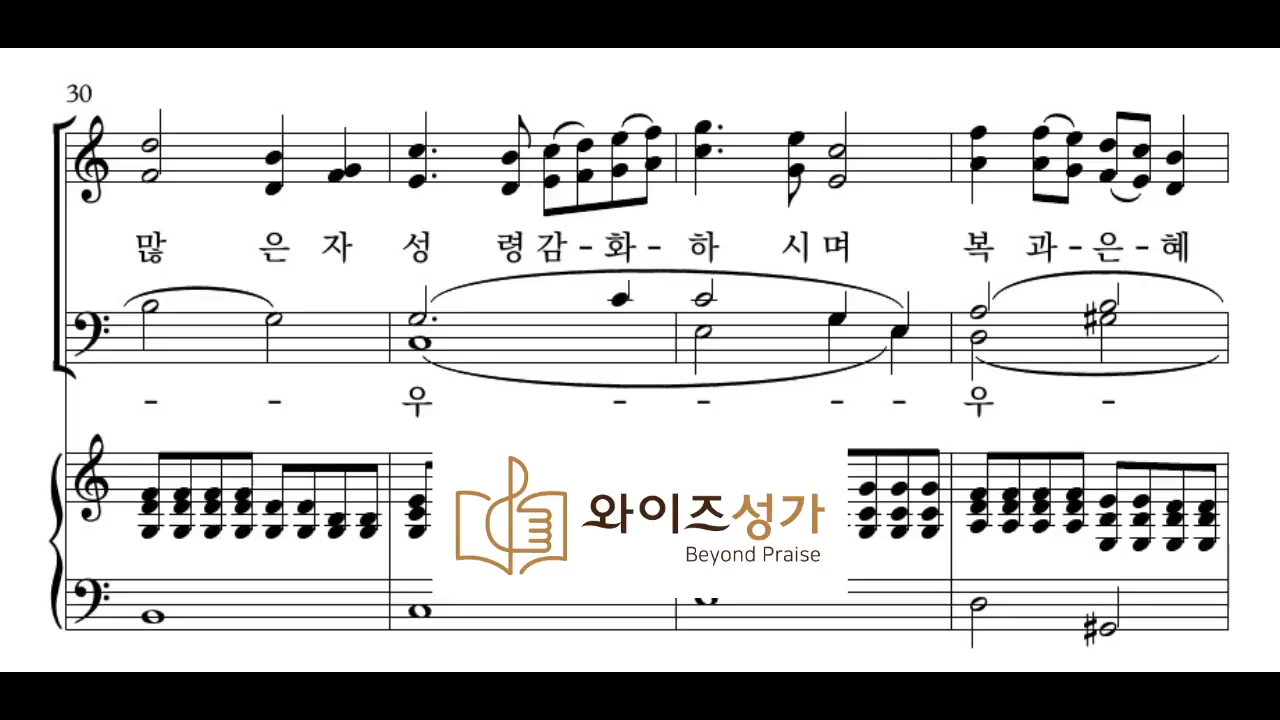 30
많 은 자 성 령 감 - 화 - 하 시 며 복 과 - 은 - 혜
- - 우 - - - - 우 -
와이즈성가
Beyond Praise